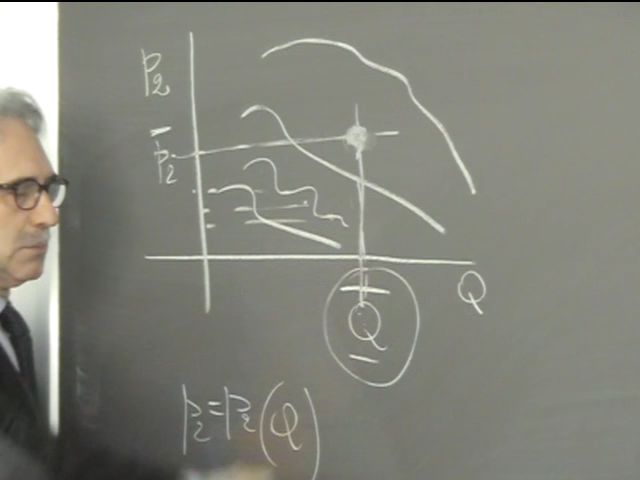 P₂
P̄₂
Q
Q̲̅
p₂=p₂(Q)